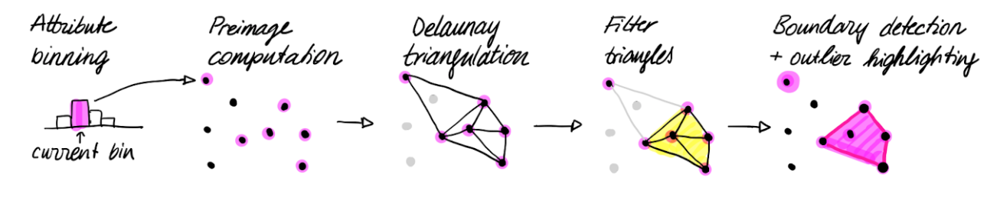 Attribute
binning
current bin
Preimage
computation
Delaunay
triangulation
Filter
triangles
Boundary detection
+ outlier highlighting